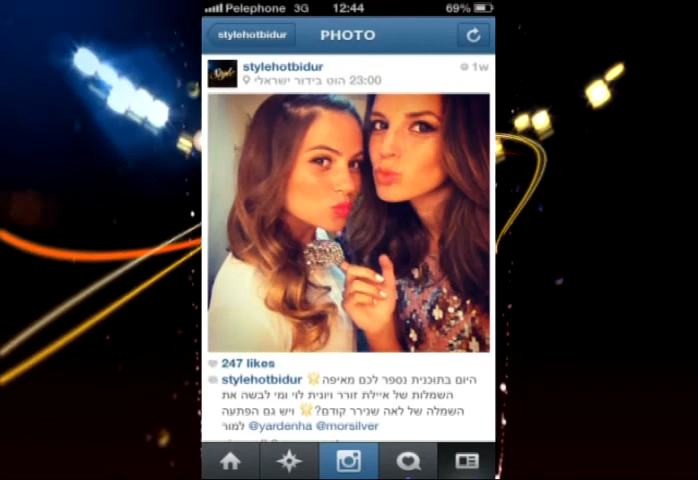 Pelephone 3G 12:44 69%
stylehotbidur PHOTO
stylehotbidur 1w
הוט בידור ישראלי 23:00
Style
247 likes
stylehotbidur היום בתוכנית נספר לכם מאיפה
השמלות של איילת זורר ויונית לוי ומי לבשה את
השמלה של לאה שנירר קודם? ויש גם הפתעה
למור @yardenha @morsilver